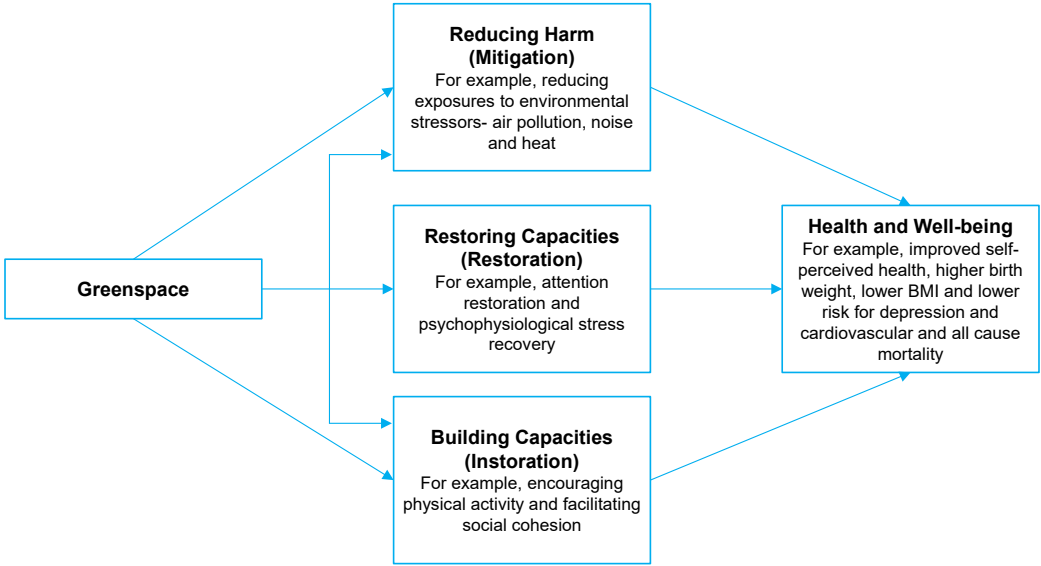 Greenspace
Reducing Harm
(Mitigation)
For example, reducing
exposures to environmental
stressors- air pollution, noise
and heat
Restoring Capacities
(Restoration)
For example, attention
restoration and
psychophysiological stress
recovery
Building Capacities
(Instoration)
For example, encouraging
physical activity and facilitating
social cohesion
Health and Well-being
For example, improved self-
perceived health, higher birth
weight, lower BMI and lower
risk for depression and
cardiovascular and all cause
mortality